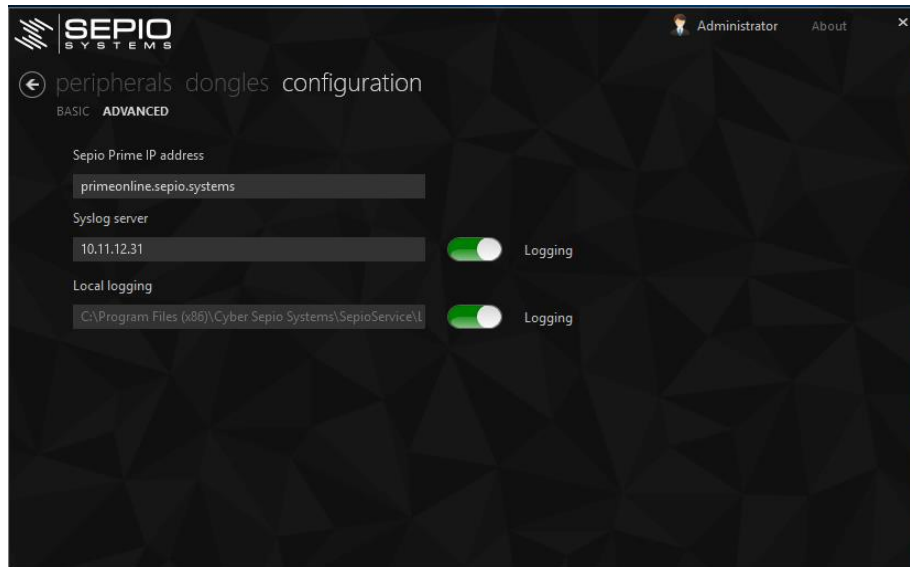 SEPIO
SYSTEMS
Administrator About ×
peripherals dongles configuration
BASIC ADVANCED
Sepio Prime IP address
primeonline.sepio.systems
Syslog server
10.11.12.31 Logging
Local logging
C:\Program Files (x86)\Cyber Sepio Systems\SepioService\L Logging